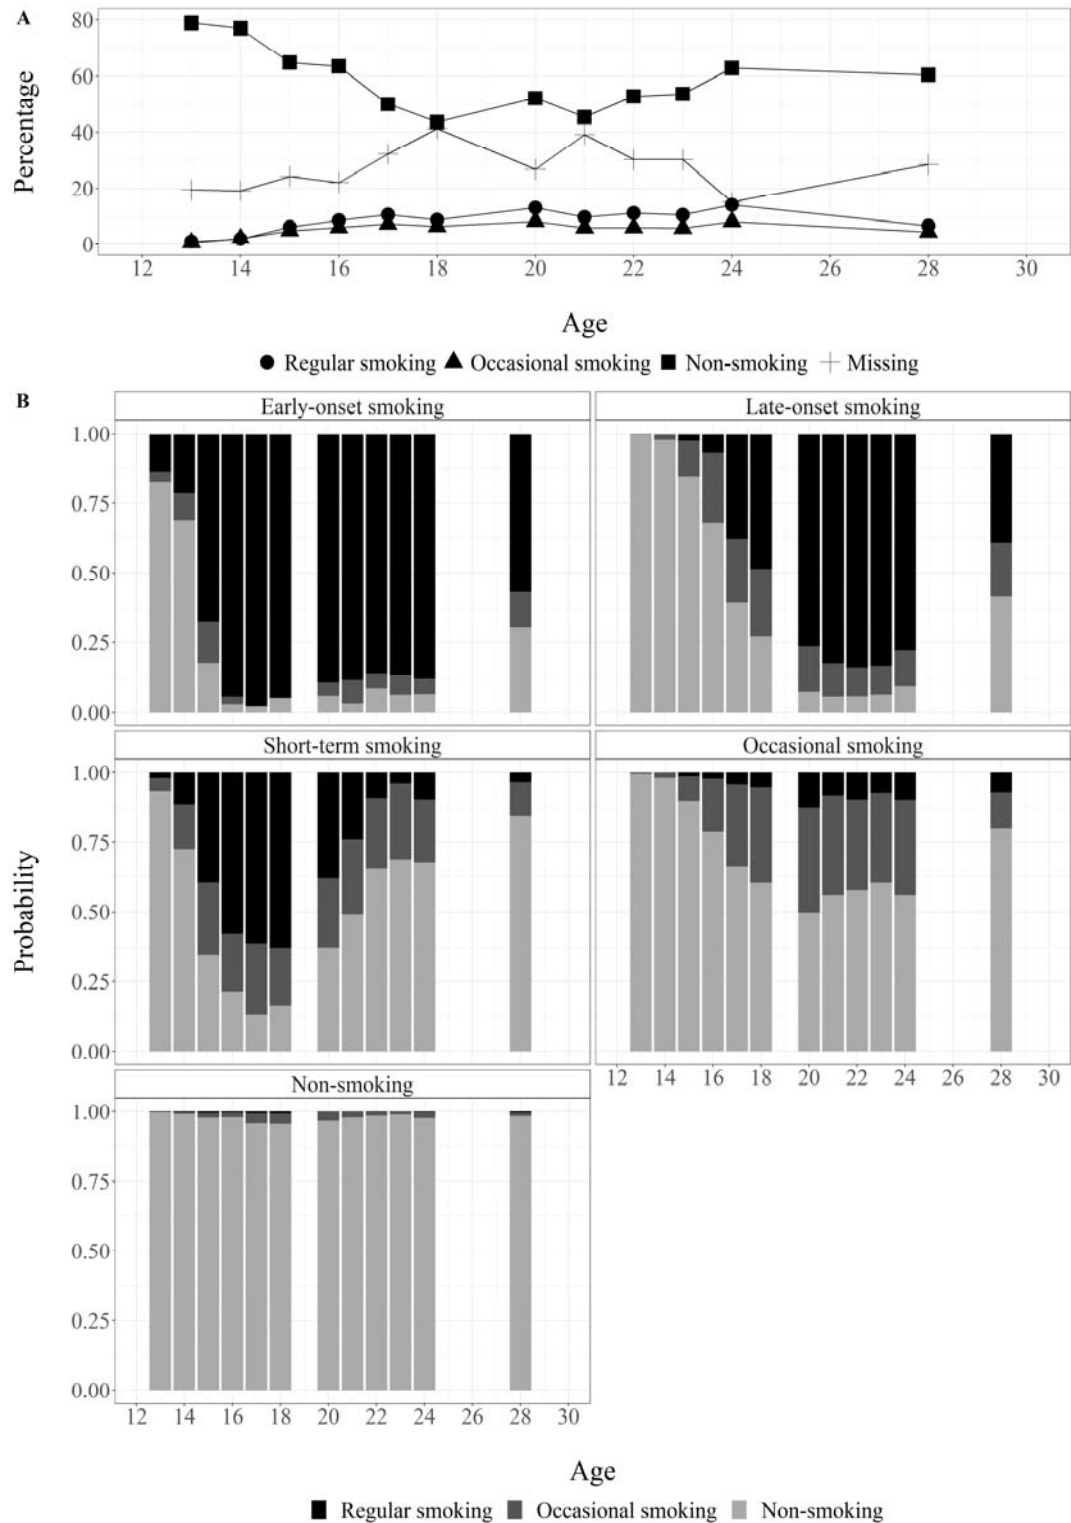 A
80
60
40
20
0
Percentage
12 14 16 18 20 22 24 26 28 30
Age
Regular smoking Occasional smoking Non-smoking Missing
B
Early-onset smoking Late-onset smoking
1.00
0.75
0.50
0.25
0.00
Short-term smoking Occasional smoking
1.00
0.75
0.50
0.25
0.00
Probability
12 14 16 18 20 22 24 26 28 30
Non-smoking
1.00
0.75
0.50
0.25
0.00
12 14 16 18 20 22 24 26 28 30
Age
Regular smoking Occasional smoking Non-smoking